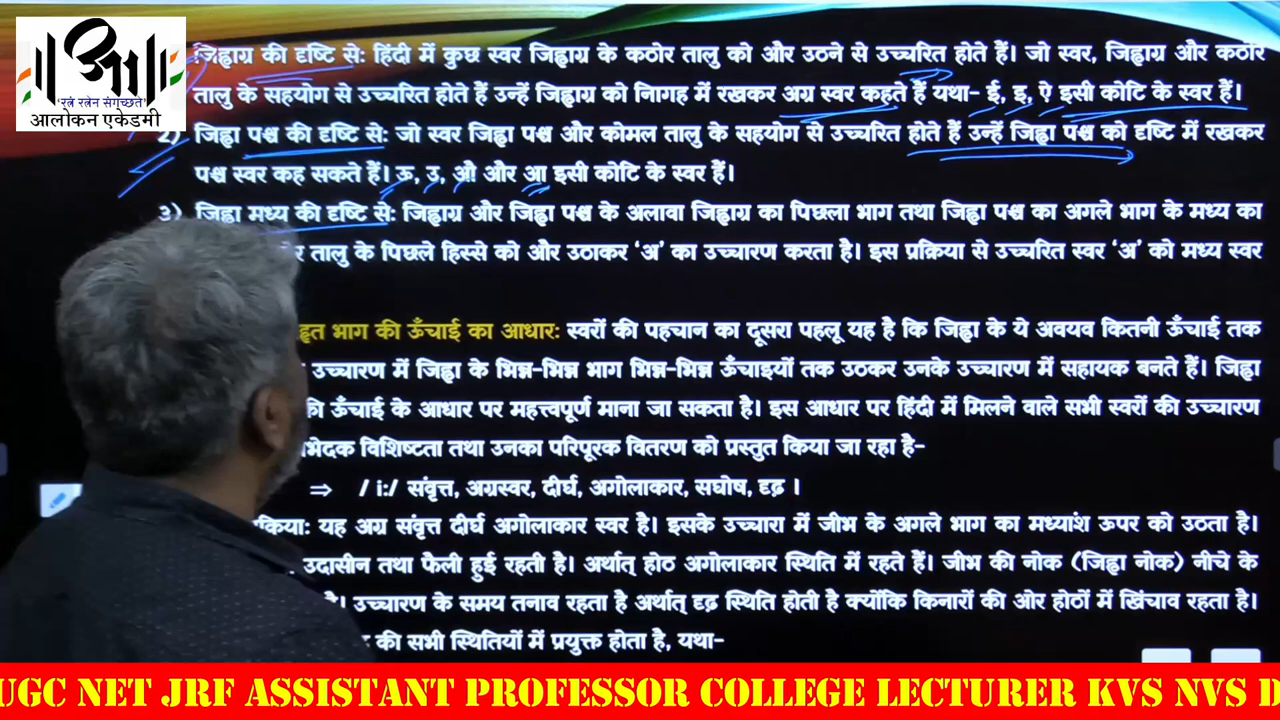 आ
'रत्नं रत्नेन संगच्छते'
आलोकन एकेडमी
जिह्वाग्र की दृष्टि से: हिंदी में कुछ स्वर जिह्वाग्र के कठोर तालु को और उठने से उच्चरित होते हैं। जो स्वर, जिह्वाग्र और कठोर
तालु के सहयोग से उच्चरित होते हैं उन्हें जिह्वाग्र को निागह में रखकर अग्र स्वर कहते हैं यथा- ई, इ, ऐ इसी कोटि के स्वर हैं।
2) जिह्वा पश्च की दृष्टि से: जो स्वर जिह्वा पश्च और कोमल तालु के सहयोग से उच्चरित होते हैं उन्हें जिह्वा पश्च को दृष्टि में रखकर
पश्च स्वर कह सकते हैं। ऊ, उ, औ और आ इसी कोटि के स्वर हैं।
3) जिह्वा मध्य की दृष्टि से: जिह्वाग्र और जिह्वा पश्च के अलावा जिह्वाग्र का पिछला भाग तथा जिह्वा पश्च का अगले भाग के मध्य का
र तालु के पिछले हिस्से को और उठाकर 'अ' का उच्चारण करता है। इस प्रक्रिया से उच्चरित स्वर 'अ' को मध्य स्वर
हृत भाग की ऊँचाई का आधार: स्वरों की पहचान का दूसरा पहलू यह है कि जिह्वा के ये अवयव कितनी ऊँचाई तक
उच्चारण में जिह्वा के भिन्न-भिन्न भाग भिन्न-भिन्न ऊँचाइयों तक उठकर उनके उच्चारण में सहायक बनते हैं। जिह्वा
की ऊँचाई के आधार पर महत्त्वपूर्ण माना जा सकता है। इस आधार पर हिंदी में मिलने वाले सभी स्वरों की उच्चारण
भेदक विशिष्टता तथा उनका परिपूरक वितरण को प्रस्तुत किया जा रहा है-
⇒ / i:/ संवृत्त, अग्रस्वर, दीर्घ, अगोलाकार, सघोष, दृढ़ ।
किया: यह अग्र संवृत्त दीर्घ अगोलाकार स्वर है। इसके उच्चारा में जीभ के अगले भाग का मध्यांश ऊपर को उठता है।
उदासीन तथा फैली हुई रहती है। अर्थात् होठ अगोलाकार स्थिति में रहते हैं। जीभ की नोक (जिह्वा नोक) नीचे के
है। उच्चारण के समय तनाव रहता है अर्थात् दृढ़ स्थिति होती है क्योंकि किनारों की ओर होठों में खिंचाव रहता है।
की सभी स्थितियों में प्रयुक्त होता है, यथा-
UGC NET JRF ASSISTANT PROFESSOR COLLEGE LECTURER KVS NVS D